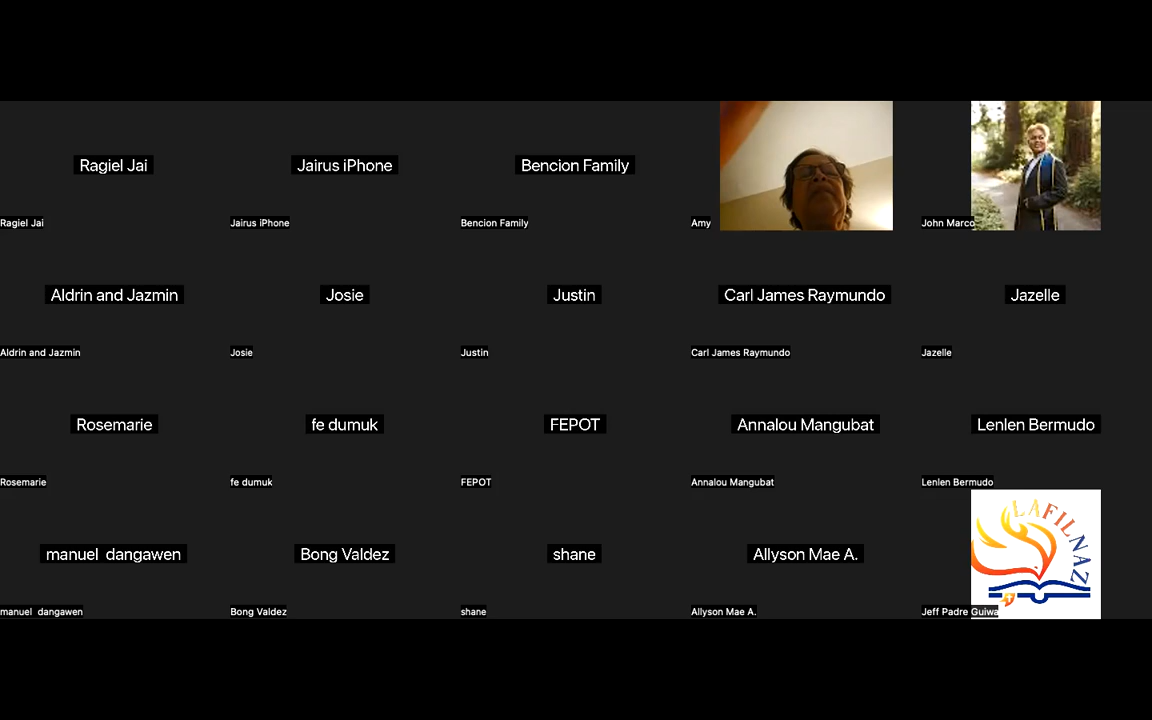 Ragiel Jai
Jairus iPhone
Bencion Family
Ragiel Jai
Jairus iPhone
Bencion Family
Amy
John Marco
Aldrin and Jazmin
Josie
Justin
Carl James Raymundo
Jazelle
Aldrin and Jazmin
Josie
Justin
Carl James Raymundo
Jazelle
Rosemarie
fe dumuk
FEPOT
Annalou Mangubat
Lenlen Bermudo
Rosemarie
fe dumuk
FEPOT
Annalou Mangubat
Lenlen Bermudo
LAFILNAZ
manuel dangawen
Bong Valdez
shane
Allyson Mae A.
manuel dangawen
Bong Valdez
shane
Allyson Mae A.
Jeff Padre Guiwa